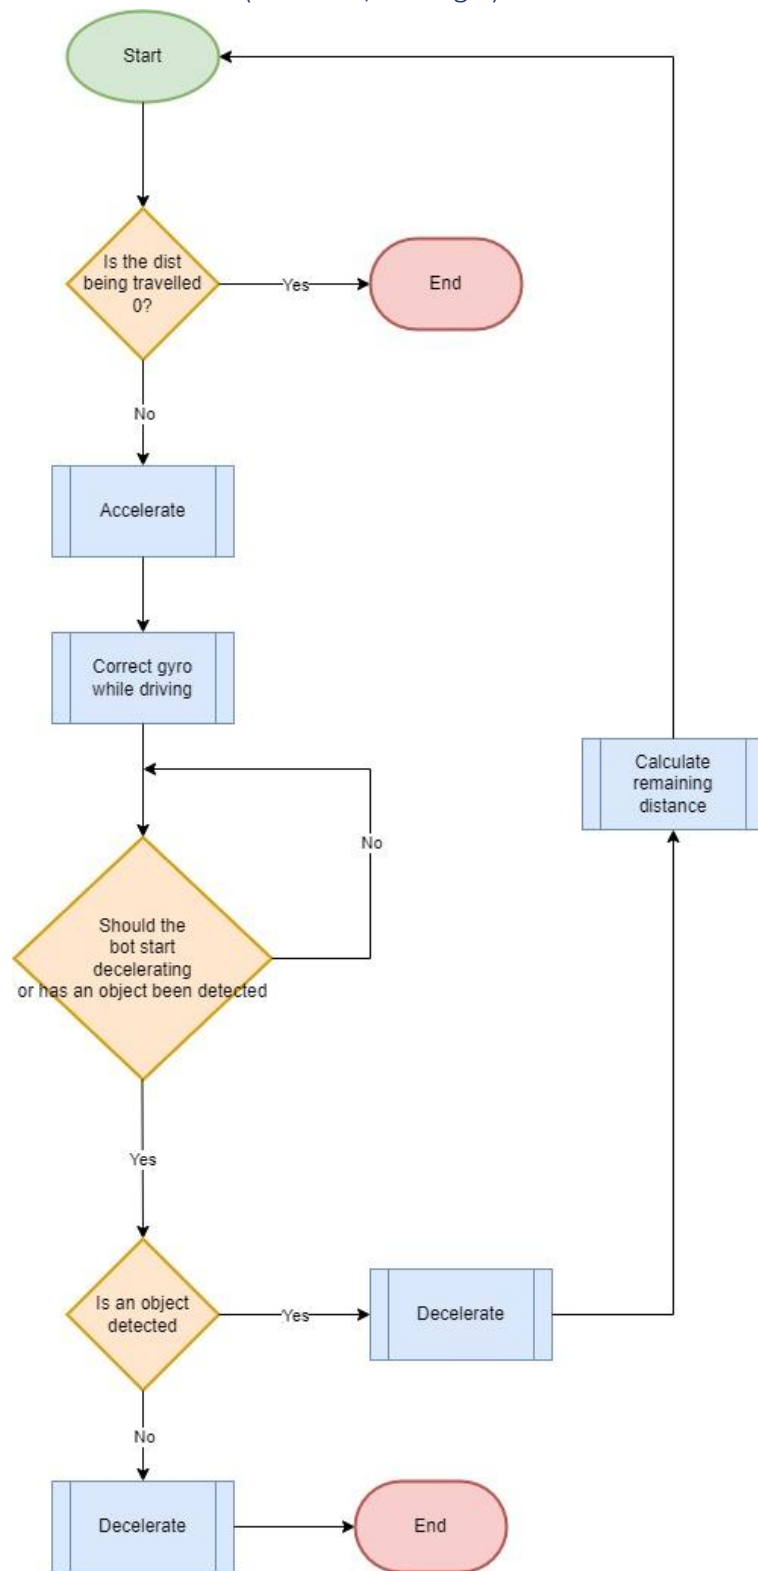 Start
Is the dist
being travelled
0?
Yes
End
No
Accelerate
Correct gyro
while driving
Calculate
remaining
distance
No
Should the
bot start
decelerating
or has an object been detected
Yes
Is an object
detected
Yes
Decelerate
No
Decelerate
End